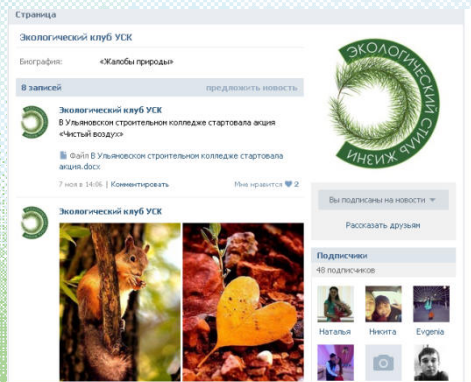 Страница
Экологический клуб УСК
Биография: «Жалобы природы»
8 записей предложить новость
Экологический клуб УСК
В Ульяновском строительном колледже стартовала акция
«Чистый воздух»
Файл В Ульяновском строительном колледже стартовала
акция.docx
7 ноя в 14:06 | Комментировать Мне нравится 2
Экологический клуб УСК
ЭКОЛОГИЧЕСКИЙ СТИЛЬ ЖИЗНИ
Вы подписаны на новости
Рассказать друзьям
Подписчики
48 подписчиков
Наталья Никита Evgenia